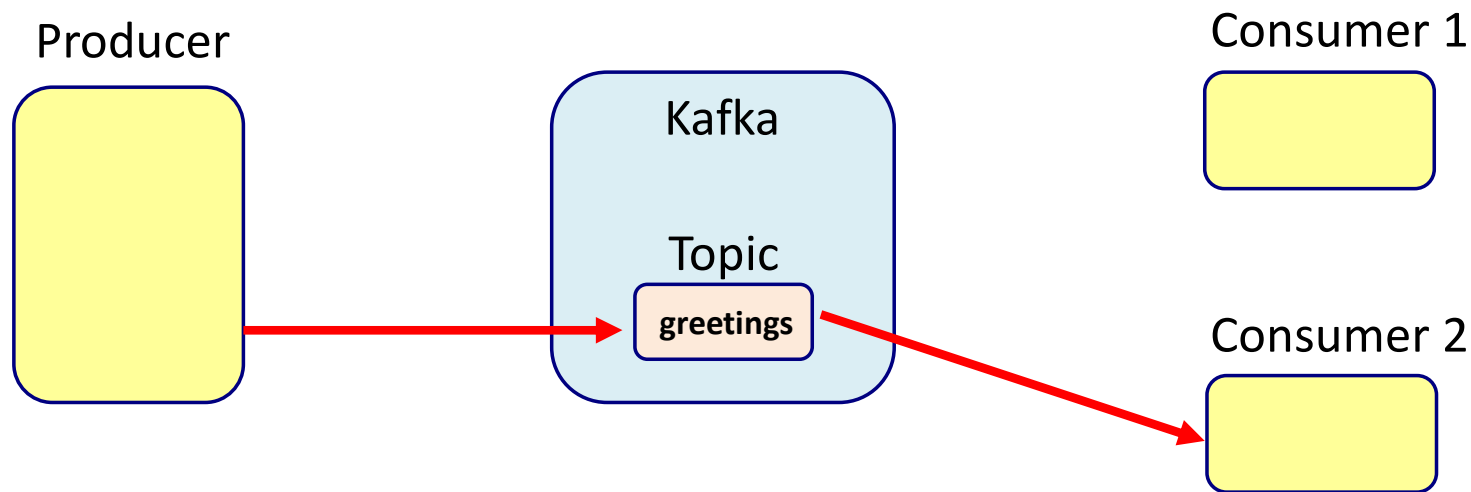 Producer
Kafka
Topic
greetings
Consumer 1
Consumer 2